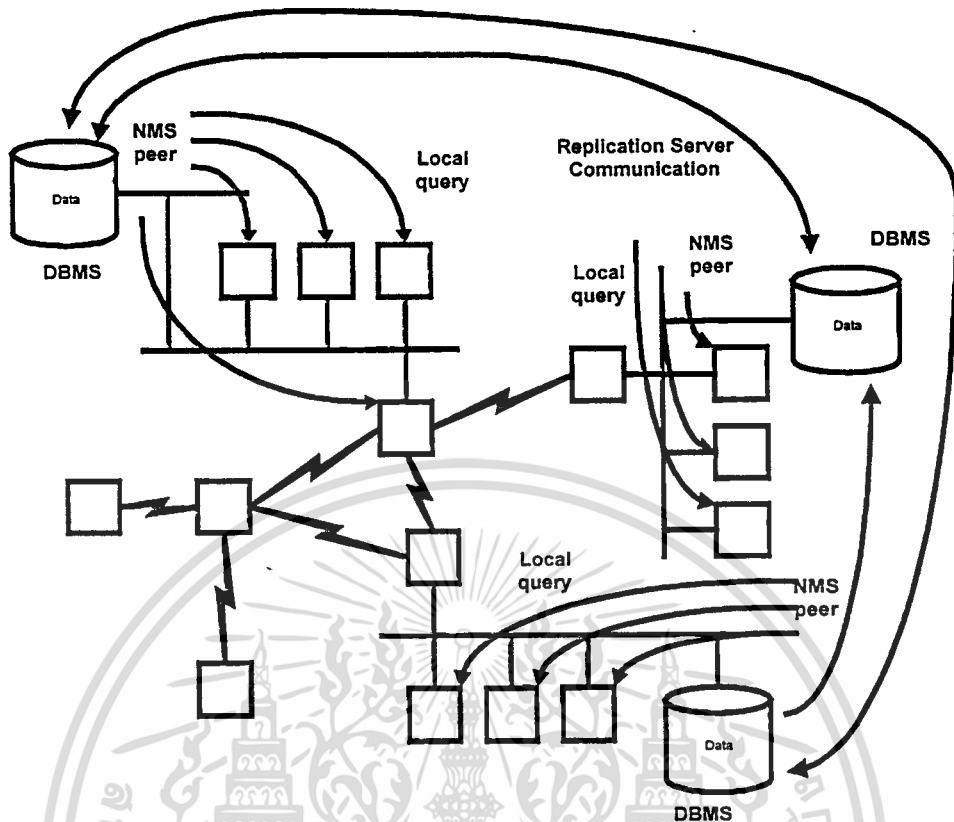 NMS
peer
Local
query
Data
DBMS
Replication Server
Communication
NMS
peer
DBMS
Local
query
Data
Local
query
NMS
peer
Data
DBMS